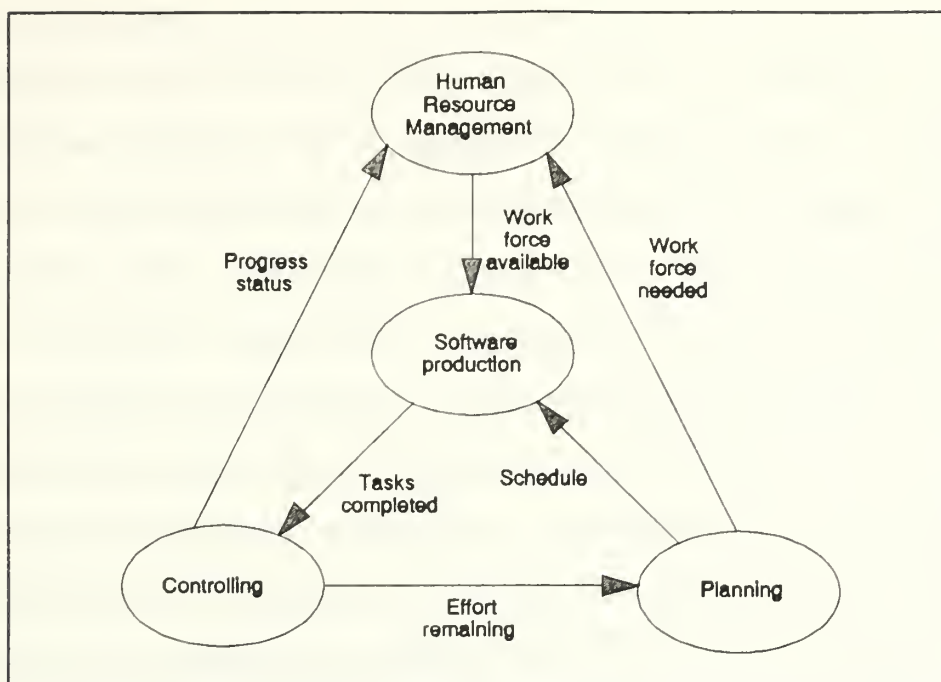 Human
Resource
Management
Work
force
available
Work
force
needed
Progress
status
Software
production
Tasks
completed
Schedule
Controlling
Planning
Effort
remaining